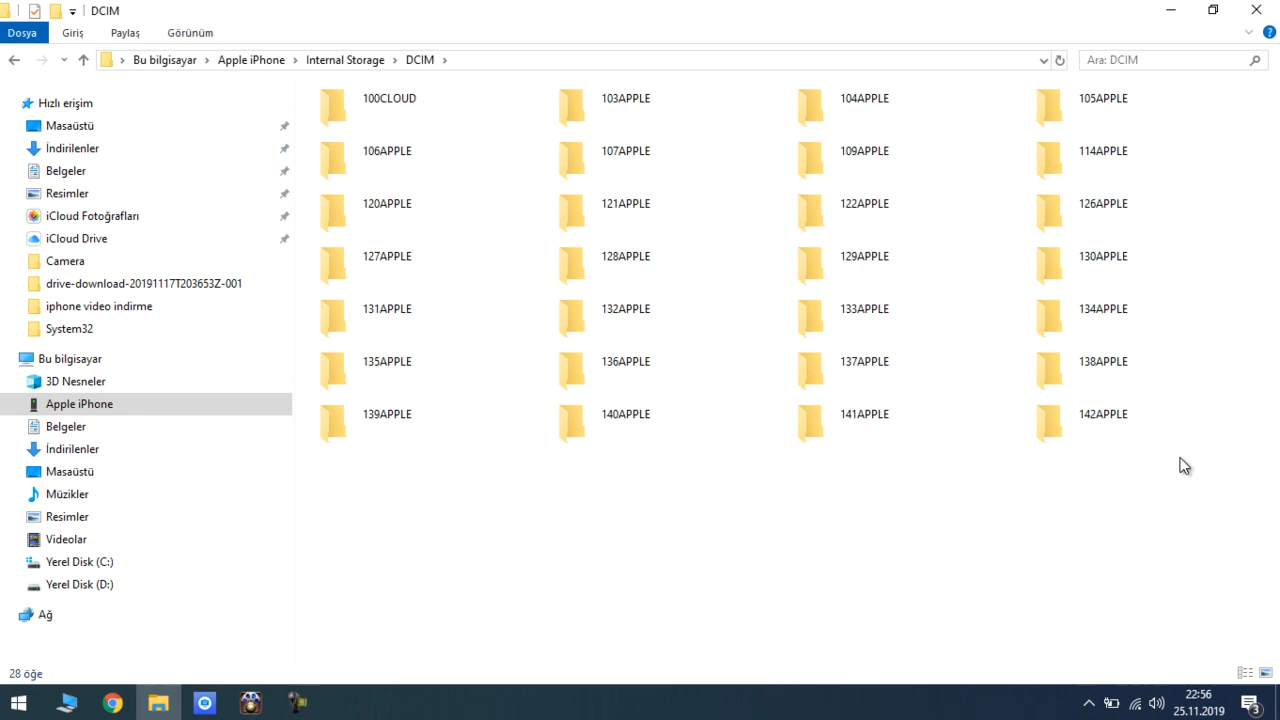 DCIM
Dosya Giriş Paylaş Görünüm
Bu bilgisayar Apple iPhone Internal Storage DCIM
Ara: DCIM
Hızlı erişim
Masaüstü
İndirilenler
Belgeler
Resimler
iCloud Fotoğrafları
iCloud Drive
Camera
drive-download-20191117T203653Z-001
iphone video indirme
System32
Bu bilgisayar
3D Nesneler
Apple iPhone
Belgeler
İndirilenler
Masaüstü
Müzikler
Resimler
Videolar
Yerel Disk (C:)
Yerel Disk (D:)
Ağ
100CLOUD 103APPLE 104APPLE 105APPLE
106APPLE 107APPLE 109APPLE 114APPLE
120APPLE 121APPLE 122APPLE 126APPLE
127APPLE 128APPLE 129APPLE 130APPLE
131APPLE 132APPLE 133APPLE 134APPLE
135APPLE 136APPLE 137APPLE 138APPLE
139APPLE 140APPLE 141APPLE 142APPLE
28 öğe
22:56
25.11.2019
3